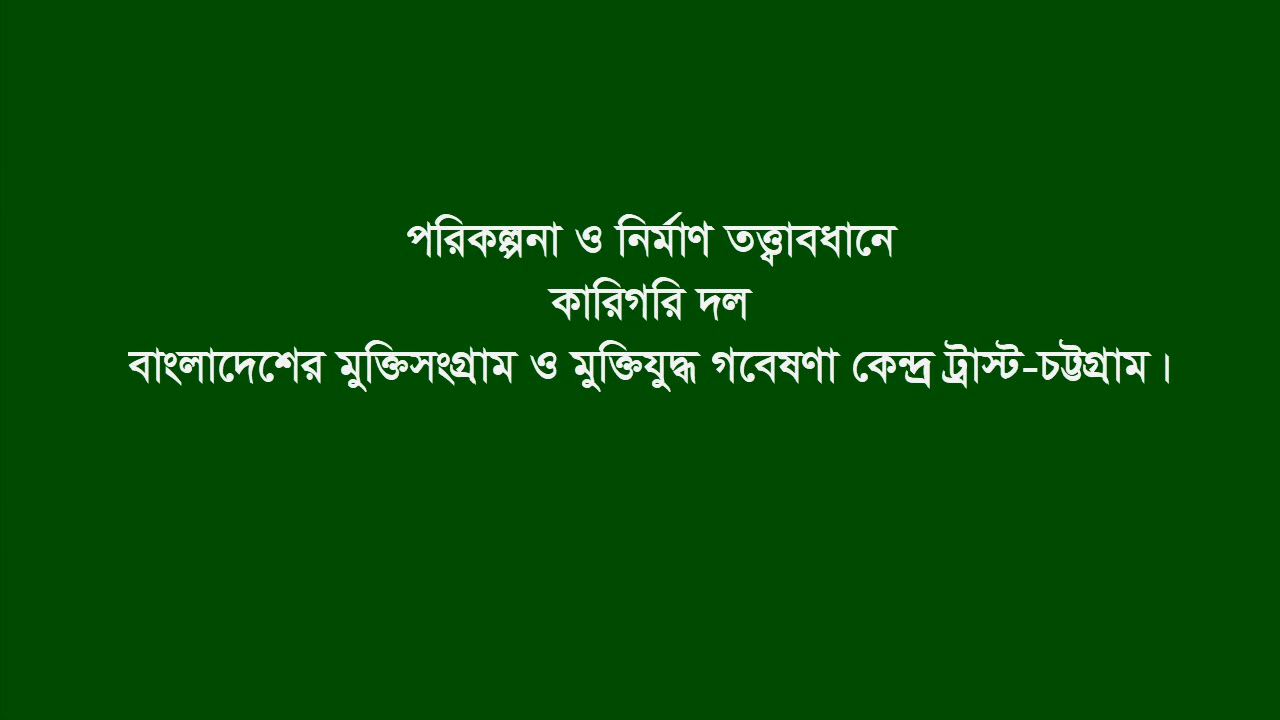 পরিকল্পনা ও নির্মাণ তত্ত্বাবধানে
কারিগরি দল
বাংলাদেশের মুক্তিসংগ্রাম ও মুক্তিযুদ্ধ গবেষণা কেন্দ্র ট্রাস্ট-চট্টগ্রাম।